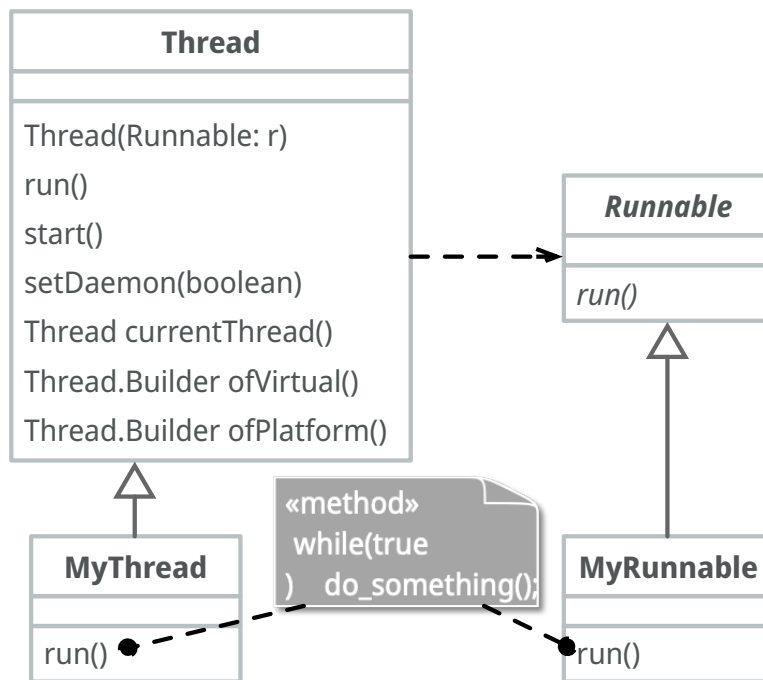 Thread
Thread(Runnable: r)
run()
start()
setDaemon(boolean)
Thread currentThread()
Thread.Builder ofVirtual()
Thread.Builder ofPlatform()
Runnable
run()
«method»
while(true
) do_something();
MyThread
run()
MyRunnable
run()